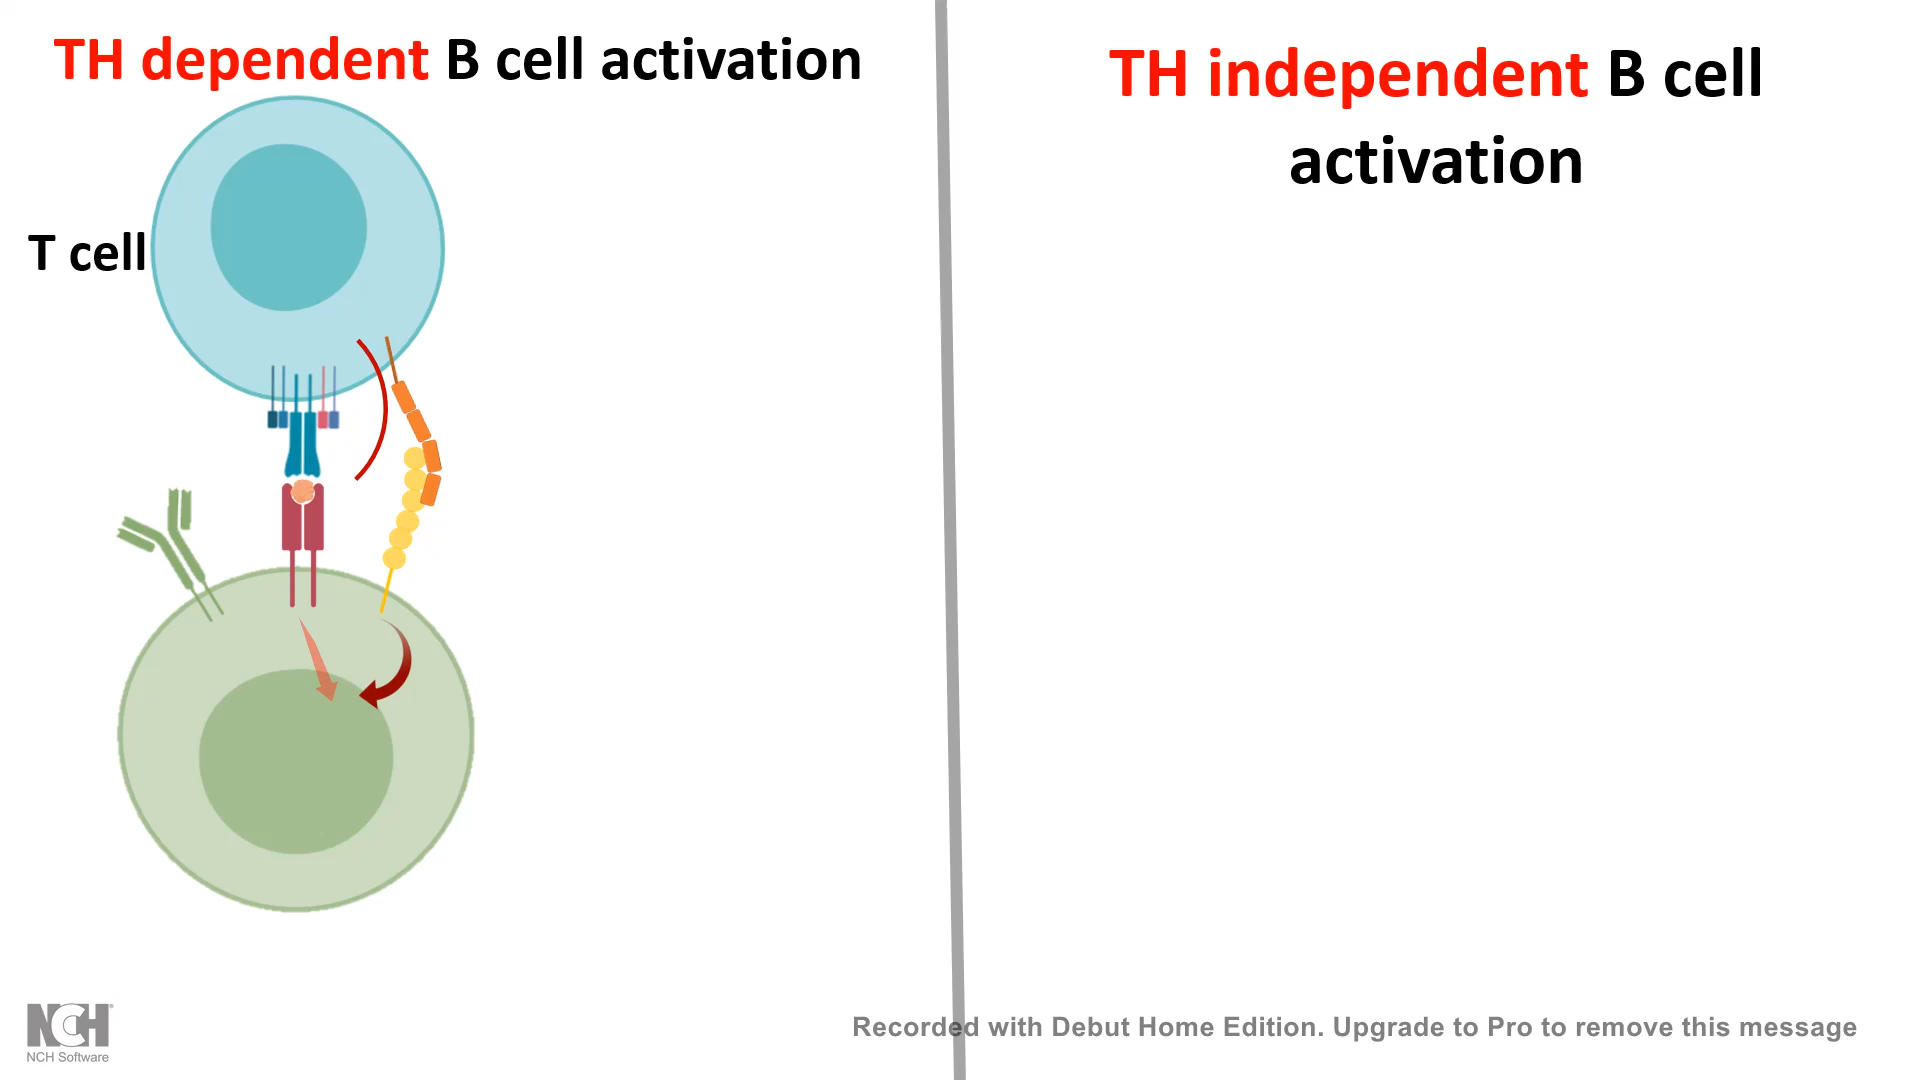 TH dependent B cell activation
TH independent B cell
activation
T cell
NCH
NCH Software
Recorded with Debut Home Edition. Upgrade to Pro to remove this message